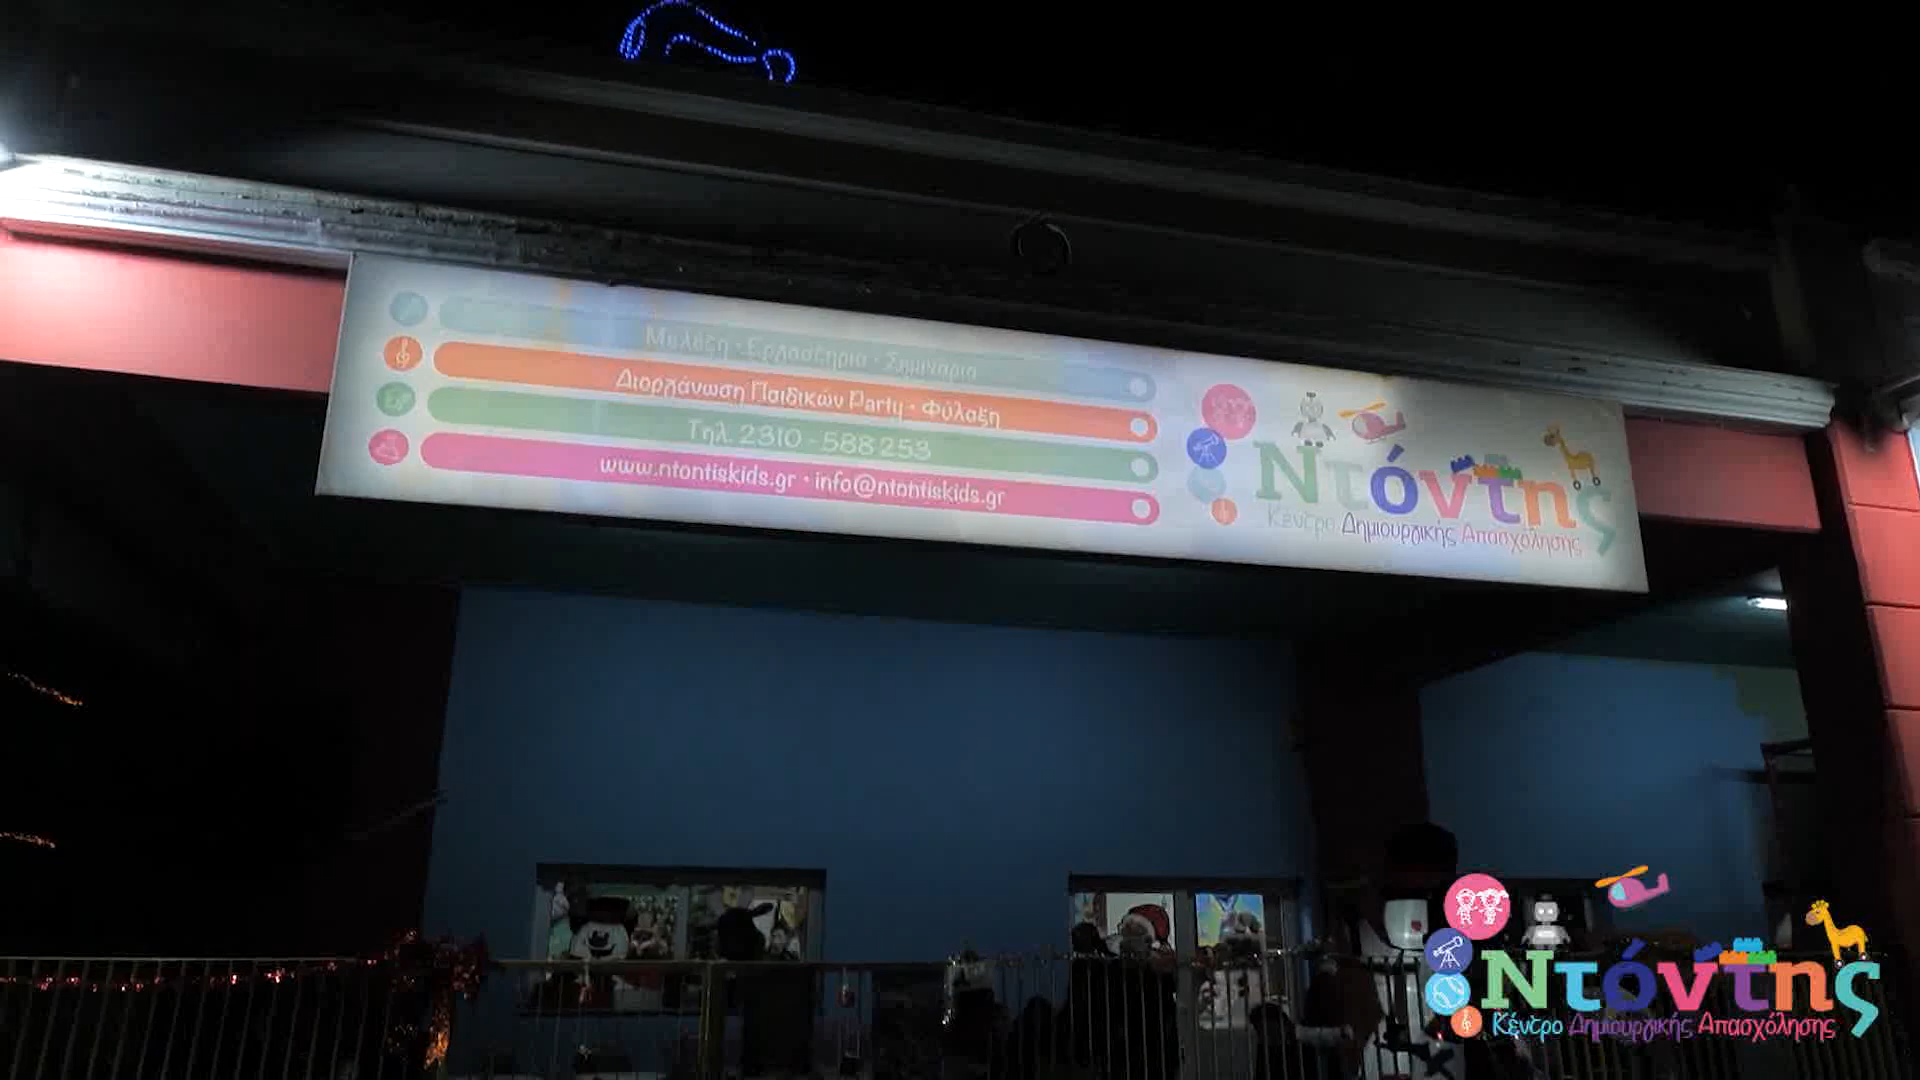 Μελέτη · Εργαστήρια · Σεμινάρια
Διοργάνωση Παιδικών Party · Φύλαξη
Τηλ. 2310 - 588 253
www.ntontiskids.gr · info@ntontiskids.gr
Ντόντης
Κέντρο Δημιουργικής Απασχόλησης
Ντόντης
Κέντρο Δημιουργικής Απασχόλησης